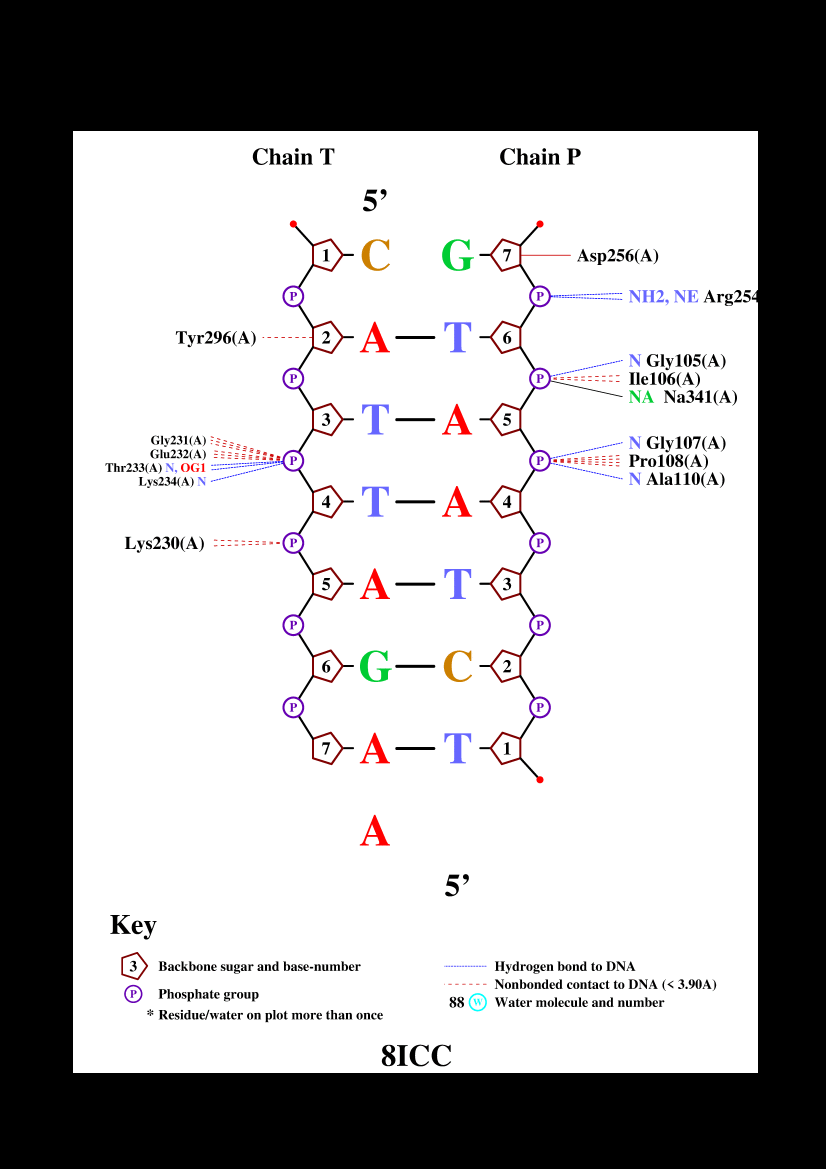 Chain T Chain P
5’
1 C G 7 Asp256(A)
P P NH2, NE Arg254
Tyr296(A) 2 A T 6
N Gly105(A)
P P Ile106(A)
NA Na341(A)
3 T A 5
Gly231(A) N Gly107(A)
Glu232(A)
P P Pro108(A)
Thr233(A) N, OG1
Lys234(A) N N Ala110(A)
4 T A 4
Lys230(A) P P
5 A T 3
P P
6 G C 2
P P
7 A T 1
A
5’
Key
3 Backbone sugar and base-number Hydrogen bond to DNA
Nonbonded contact to DNA (< 3.90A)
P Phosphate group
88 W Water molecule and number
* Residue/water on plot more than once
8ICC